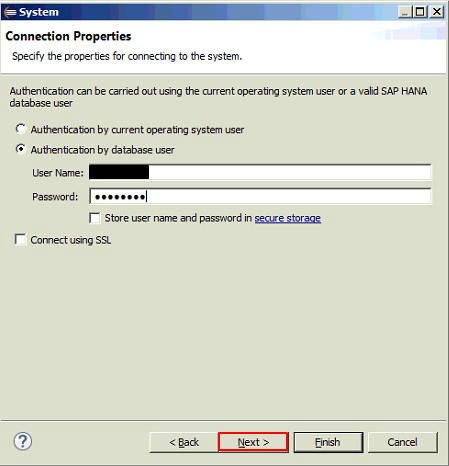 System
Connection Properties
Specify the properties for connecting to the system.
Authentication can be carried out using the current operating system user or a valid SAP HANA
database user
Authentication by current operating system user
Authentication by database user
User Name:
Password: ●●●●●●●●
Store user name and password in secure storage
Connect using SSL
? < Back Next > Finish Cancel